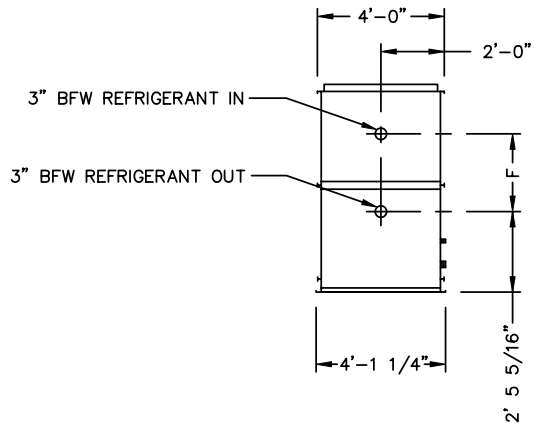 4'-0"
2'-0"
3" BFW REFRIGERANT IN
3" BFW REFRIGERANT OUT
F
4'-1 1/4"
2' 5 5/16"